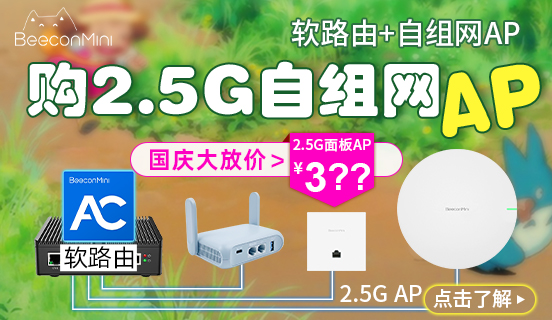 BeeconMini
软路由+自组网AP
购2.5G自组网AP
国庆大放价>
2.5G面板AP
¥3??
BeeconMini
AC
软路由
BeeconMini
2.5G AP
点击了解